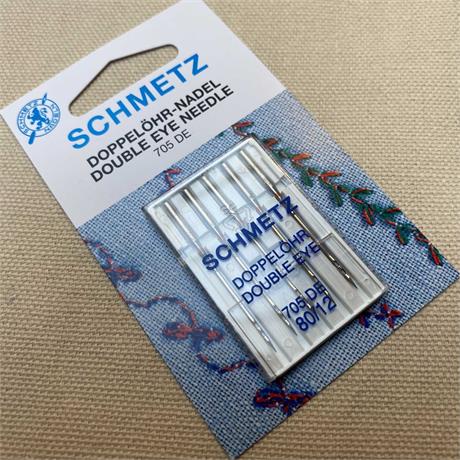 SCHMETZ
DOPPELÖHR-NADEL
DOUBLE EYE NEEDLE
705 DE
SCHMETZ
DOPPELÖHR
DOUBLE EYE
705 DE
80/12